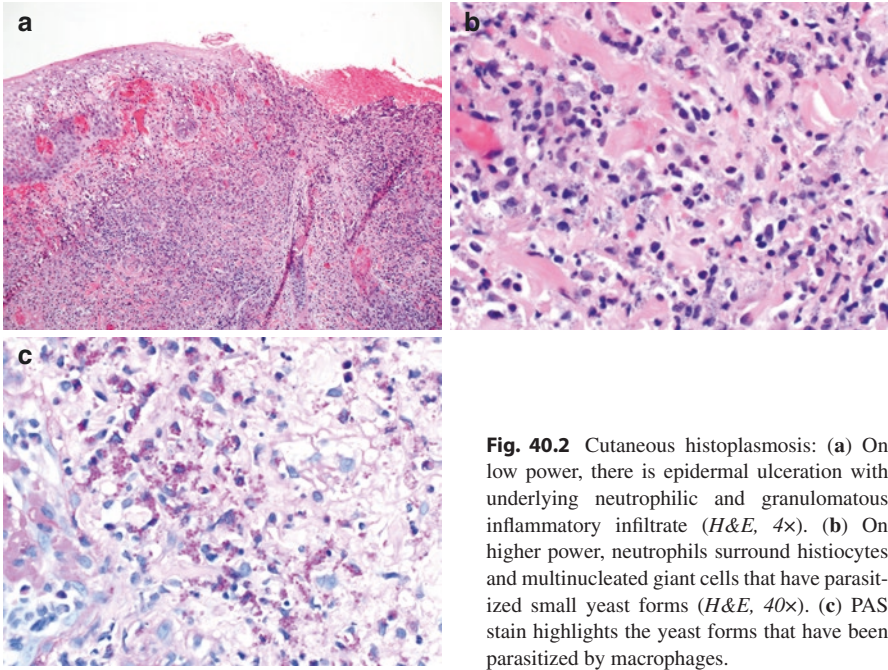 a
b
c
Fig. 40.2 Cutaneous histoplasmosis: (a) On
low power, there is epidermal ulceration with
underlying neutrophilic and granulomatous
inflammatory infiltrate (H&E, 4×). (b) On
higher power, neutrophils surround histiocytes
and multinucleated giant cells that have parasit-
ized small yeast forms (H&E, 40×). (c) PAS
stain highlights the yeast forms that have been
parasitized by macrophages.